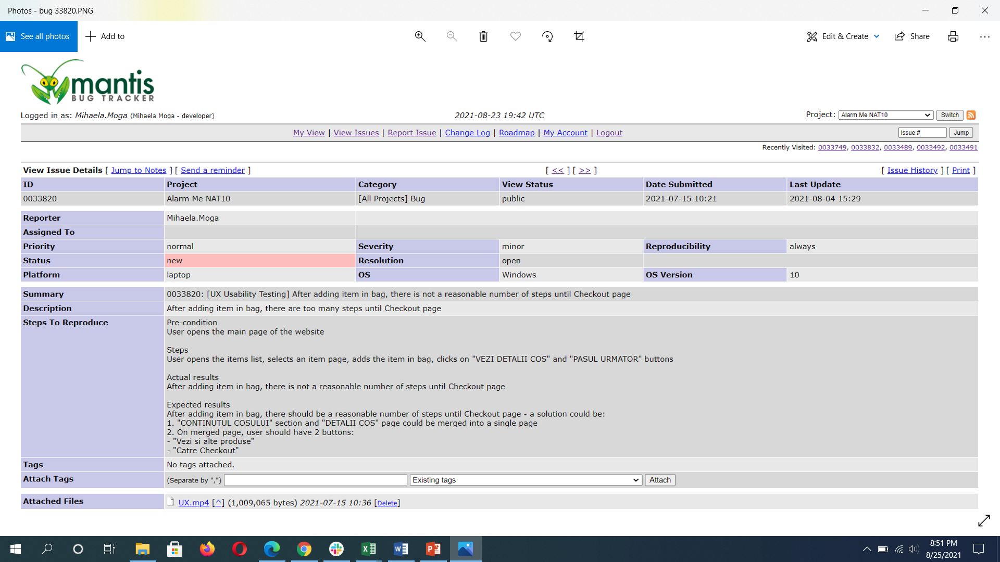 Photos - bug 33820.PNG
See all photos
Add to
Edit & Create
Share
mantis
BUG TRACKER
Logged in as: Mihaela.Moga (Mihaela Moga - developer)
2021-08-23 19:42 UTC
Project: Alarm Me NAT10 Switch
My View | View Issues | Report Issue | Change Log | Roadmap | My Account | Logout
Issue # Jump
Recently Visited: 0033749, 0033832, 0033489, 0033492, 0033491
View Issue Details [ Jump to Notes ] [ Send a reminder ] [ << ] [ >> ] [ Issue History ] [ Print ]
ID Project Category View Status Date Submitted Last Update
0033820 Alarm Me NAT10 [All Projects] Bug public 2021-07-15 10:21 2021-08-04 15:29
Reporter Mihaela.Moga
Assigned To
Priority normal Severity minor Reproducibility always
Status new Resolution open
Platform laptop OS Windows OS Version 10
Summary 0033820: [UX Usability Testing] After adding item in bag, there is not a reasonable number of steps until Checkout page
Description After adding item in bag, there are too many steps until Checkout page
Steps To Reproduce Pre-condition
User opens the main page of the website
Steps
User opens the items list, selects an item page, adds the item in bag, clicks on "VEZI DETALII COS" and "PASUL URMATOR" buttons
Actual results
After adding item in bag, there is not a reasonable number of steps until Checkout page
Expected results
After adding item in bag, there should be a reasonable number of steps until Checkout page - a solution could be:
1. "CONTINUTUL COSULUI" section and "DETALII COS" page could be merged into a single page
2. On merged page, user should have 2 buttons:
- "Vezi si alte produse"
- "Catre Checkout"
Tags No tags attached.
Attach Tags (Separate by ",") Existing tags Attach
Attached Files UX.mp4 [^] (1,009,065 bytes) 2021-07-15 10:36 [Delete]
8:51 PM
8/25/2021